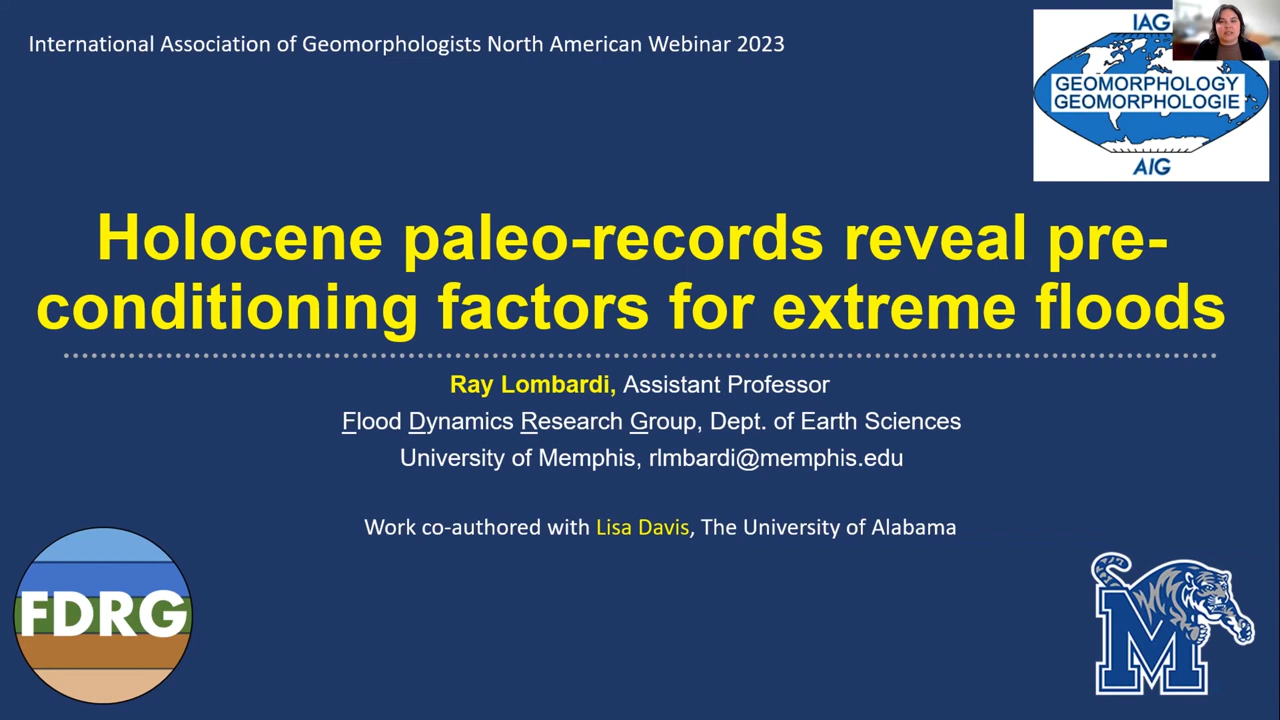 International Association of Geomorphologists North American Webinar 2023
IAG
GEOMORPHOLOGY
GEOMORPHOLOGIE
AIG
Holocene paleo-records reveal pre-
conditioning factors for extreme floods
Ray Lombardi, Assistant Professor
Flood Dynamics Research Group, Dept. of Earth Sciences
University of Memphis, rlmbardi@memphis.edu
Work co-authored with Lisa Davis, The University of Alabama
FDRG
M